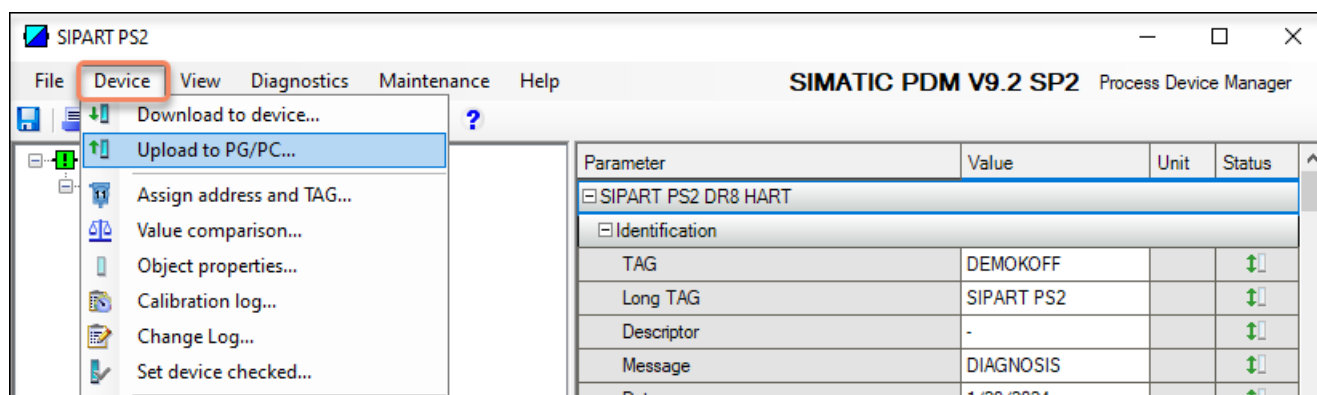 SIPART PS2
File Device View Diagnostics Maintenance Help SIMATIC PDM V9.2 SP2 Process Device Manager
Download to device...
?
Upload to PG/PC...
Parameter Value Unit Status
Assign address and TAG...
SIPART PS2 DR8 HART
Value comparison...
Identification
Object properties...
TAG DEMOKOFF
Calibration log...
Long TAG SIPART PS2
Change Log...
Descriptor -
Set device checked...
Message DIAGNOSIS